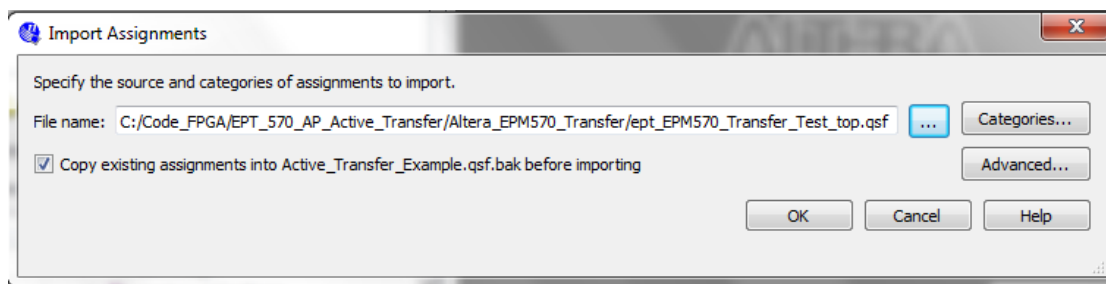 ALTERA
Import Assignments
X
Specify the source and categories of assignments to import.
File name: C:/Code_FPGA/EPT_570_AP_Active_Transfer/Altera_EPM570_Transfer/ept_EPM570_Transfer_Test_top.qsf ... Categories...
Copy existing assignments into Active_Transfer_Example.qsf.bak before importing Advanced...
OK Cancel Help